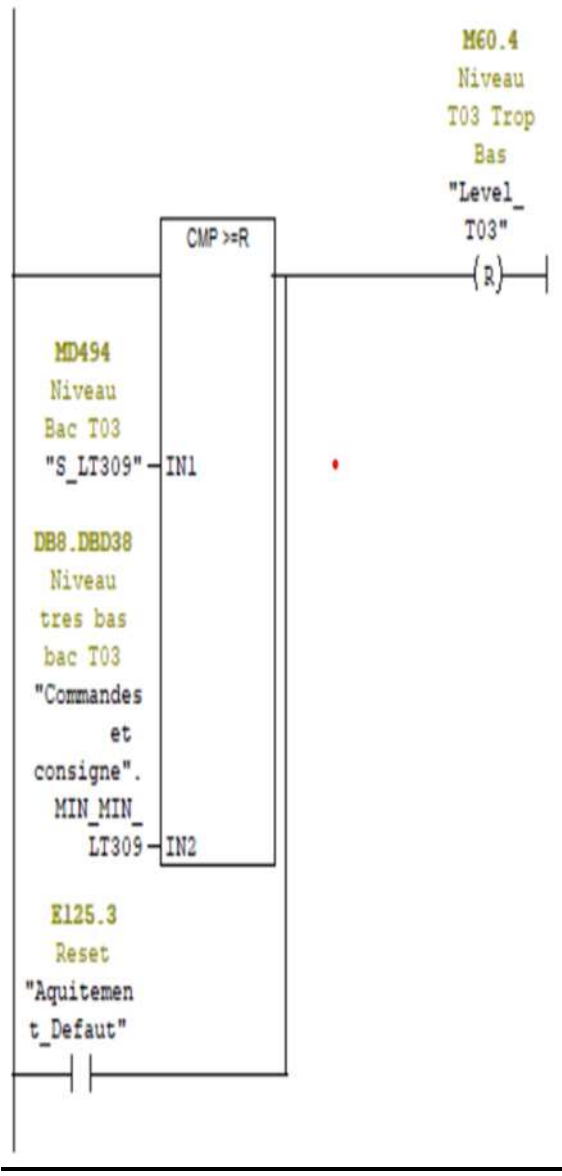 M60.4
Niveau
T03 Trop
Bas
"Level_
T03"
CMP >=R
( R )
MD494
Niveau
Bac T03
"S_LT309"
IN1
DB8.DBD38
Niveau
tres bas
bac T03
"Commandes
et
consigne".
MIN_MIN_
LT309
IN2
E125.3
Reset
"Aquitemen
t_Defaut"